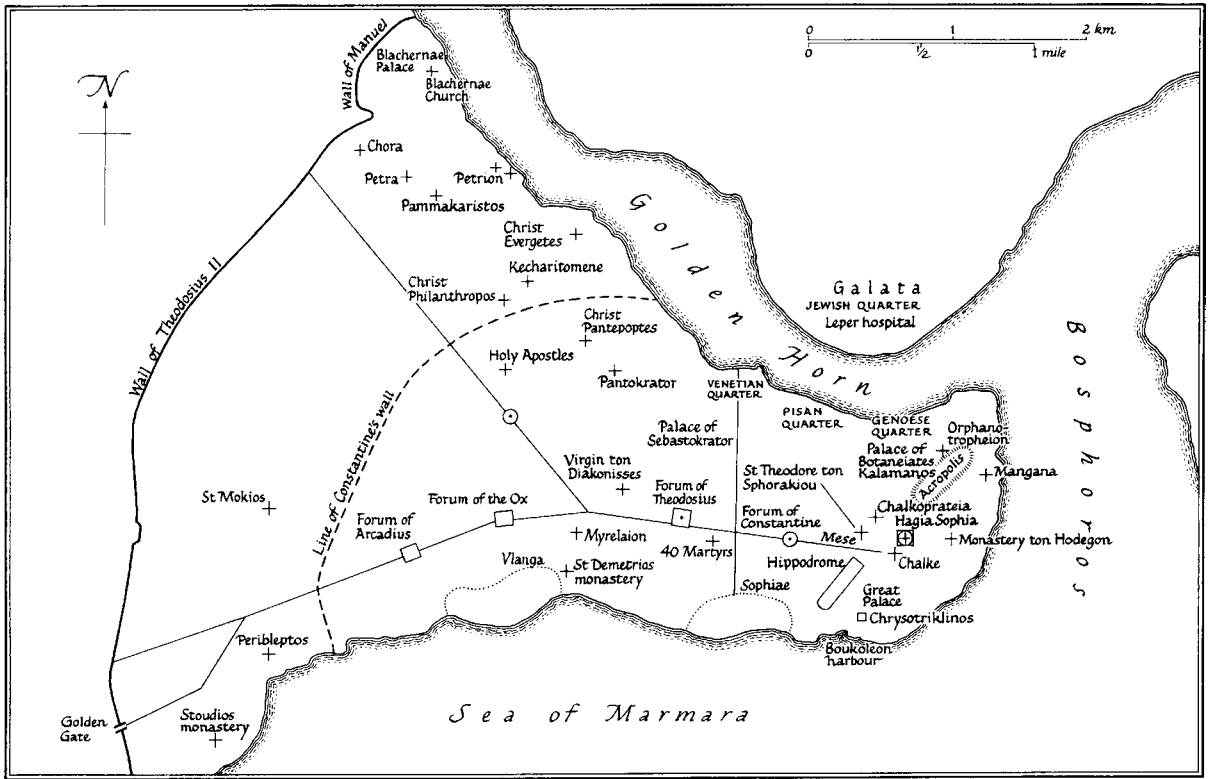 0 1 2 km
0 1/2 1 mile
N
Wall of Manuel
Blachernae
Palace
Blachernae
Church
Chora
Petra
Petrion
Pammakaristos
Golden Horn
Christ
Evergetes
Kecharitomene
Christ
Philanthropos
Galata
JEWISH QUARTER
Leper hospital
Bosphoros
Wall of Theodosius II
Line of Constantine's wall
Christ
Pantepoptes
Holy Apostles
Pantokrator
VENETIAN
QUARTER
PISAN
QUARTER
GENOESE
QUARTER
Orphano
tropheion
Palace of
Sebastokrator
Palace of
Botaneiates
Kalamanos
Acropolis
Mangana
St Theodore ton
Sphorakiou
Virgin ton
Diakonisses
Forum of
Theodosius
St Mokios
Forum of the Ox
Forum of
Arcadius
Forum of
Constantine
Chalkoprateia
Hagia Sophia
Mese
Monastery ton Hodegon
Myrelaion
40 Martyrs
Chalke
Hippodrome
Vlanga
St Demetrios
monastery
Sophiae
Great
Palace
Chrysotriklinos
Peribleptos
Boukoleon
harbour
Golden
Gate
Stoudios
monastery
Sea of Marmara